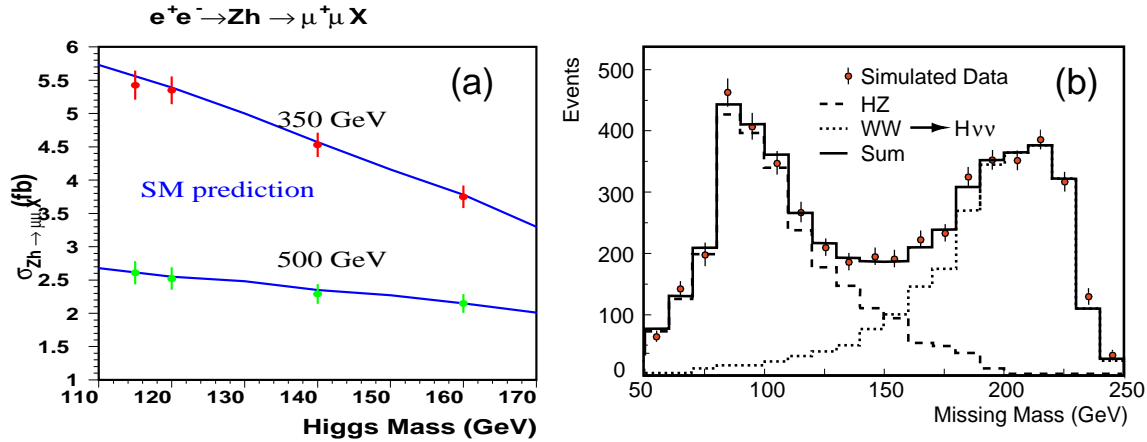 e⁺e⁻→Zh → μ⁺μ X
(a)
σZh → μμX (fb)
6
5.5
5
4.5
4
3.5
3
2.5
2
1.5
1
350 GeV
SM prediction
500 GeV
110 120 130 140 150 160 170
Higgs Mass (GeV)
(b)
Events
500
400
300
200
100
0
Simulated Data
HZ
WW → Hνν
Sum
50 100 150 200 250
Missing Mass (GeV)